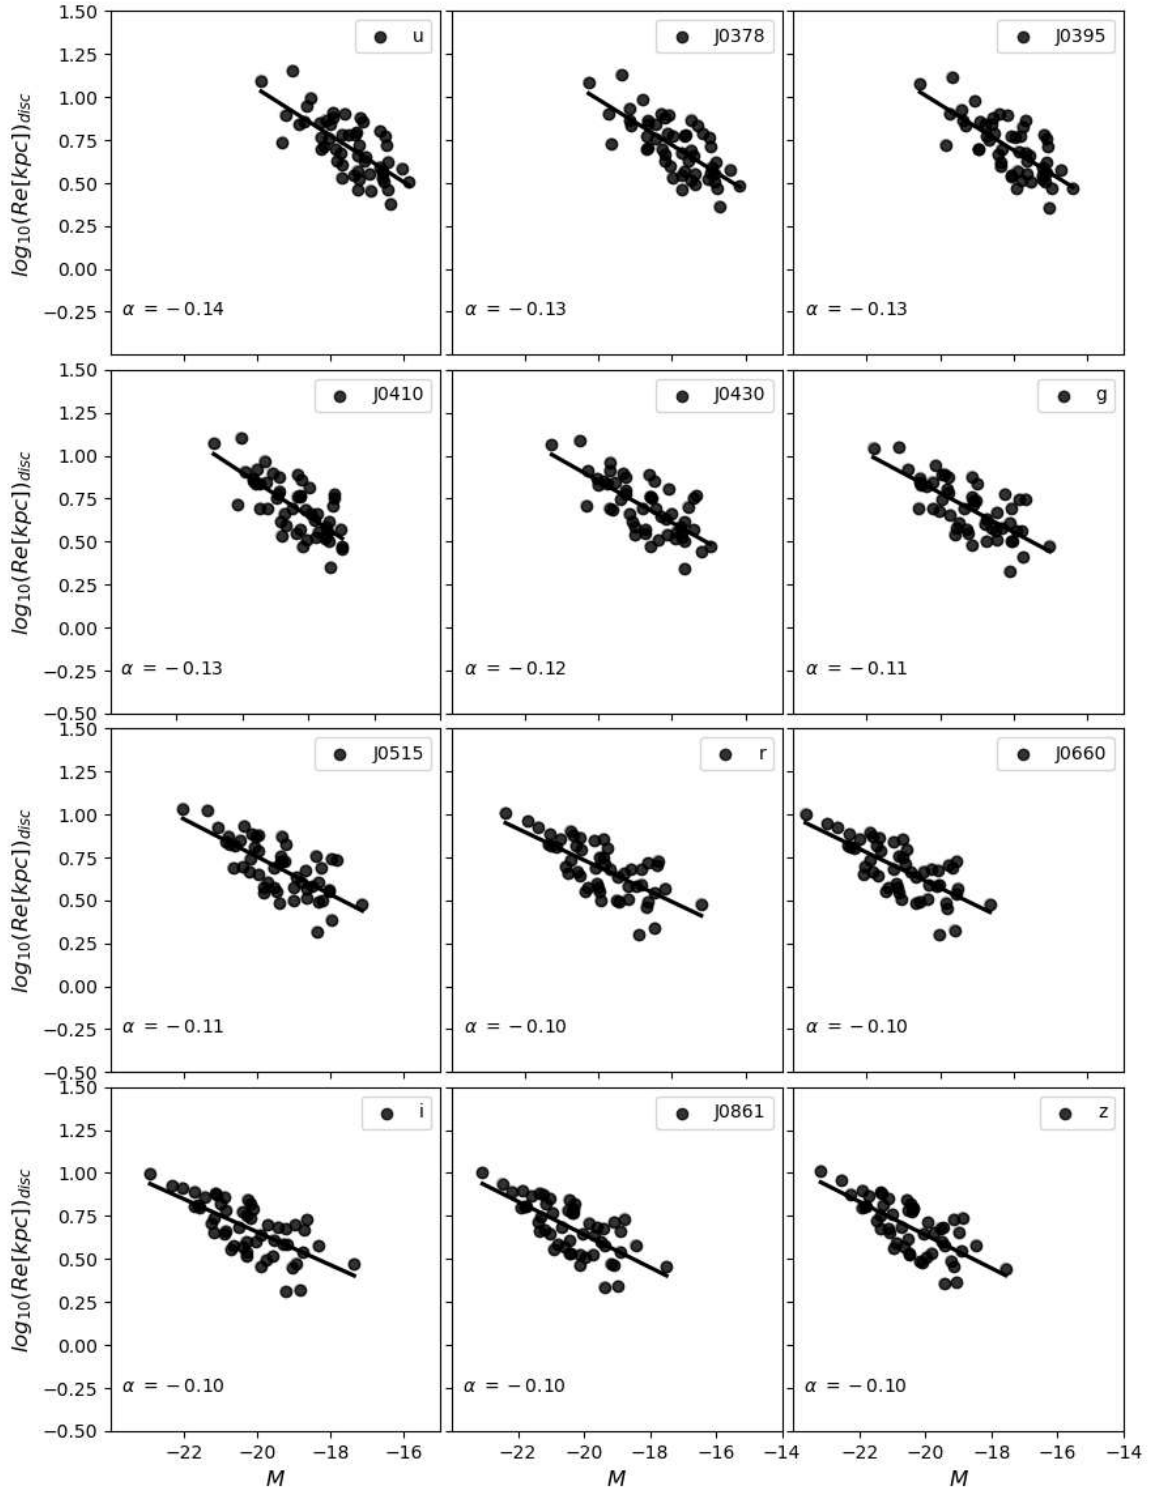 1.50
u
J0378
J0395
1.25
1.00
0.75
0.50
0.25
0.00
−0.25
log10(Re[kpc])disc
α = −0.14
α = −0.13
α = −0.13
1.50
J0410
J0430
g
1.25
1.00
0.75
0.50
0.25
0.00
−0.25
−0.50
log10(Re[kpc])disc
α = −0.13
α = −0.12
α = −0.11
1.50
J0515
r
J0660
1.25
1.00
0.75
0.50
0.25
0.00
−0.25
−0.50
log10(Re[kpc])disc
α = −0.11
α = −0.10
α = −0.10
1.50
i
J0861
z
1.25
1.00
0.75
0.50
0.25
0.00
−0.25
−0.50
log10(Re[kpc])disc
α = −0.10
α = −0.10
α = −0.10
−22 −20 −18 −16
−22 −20 −18 −16 −14
−22 −20 −18 −16 −14
M
M
M